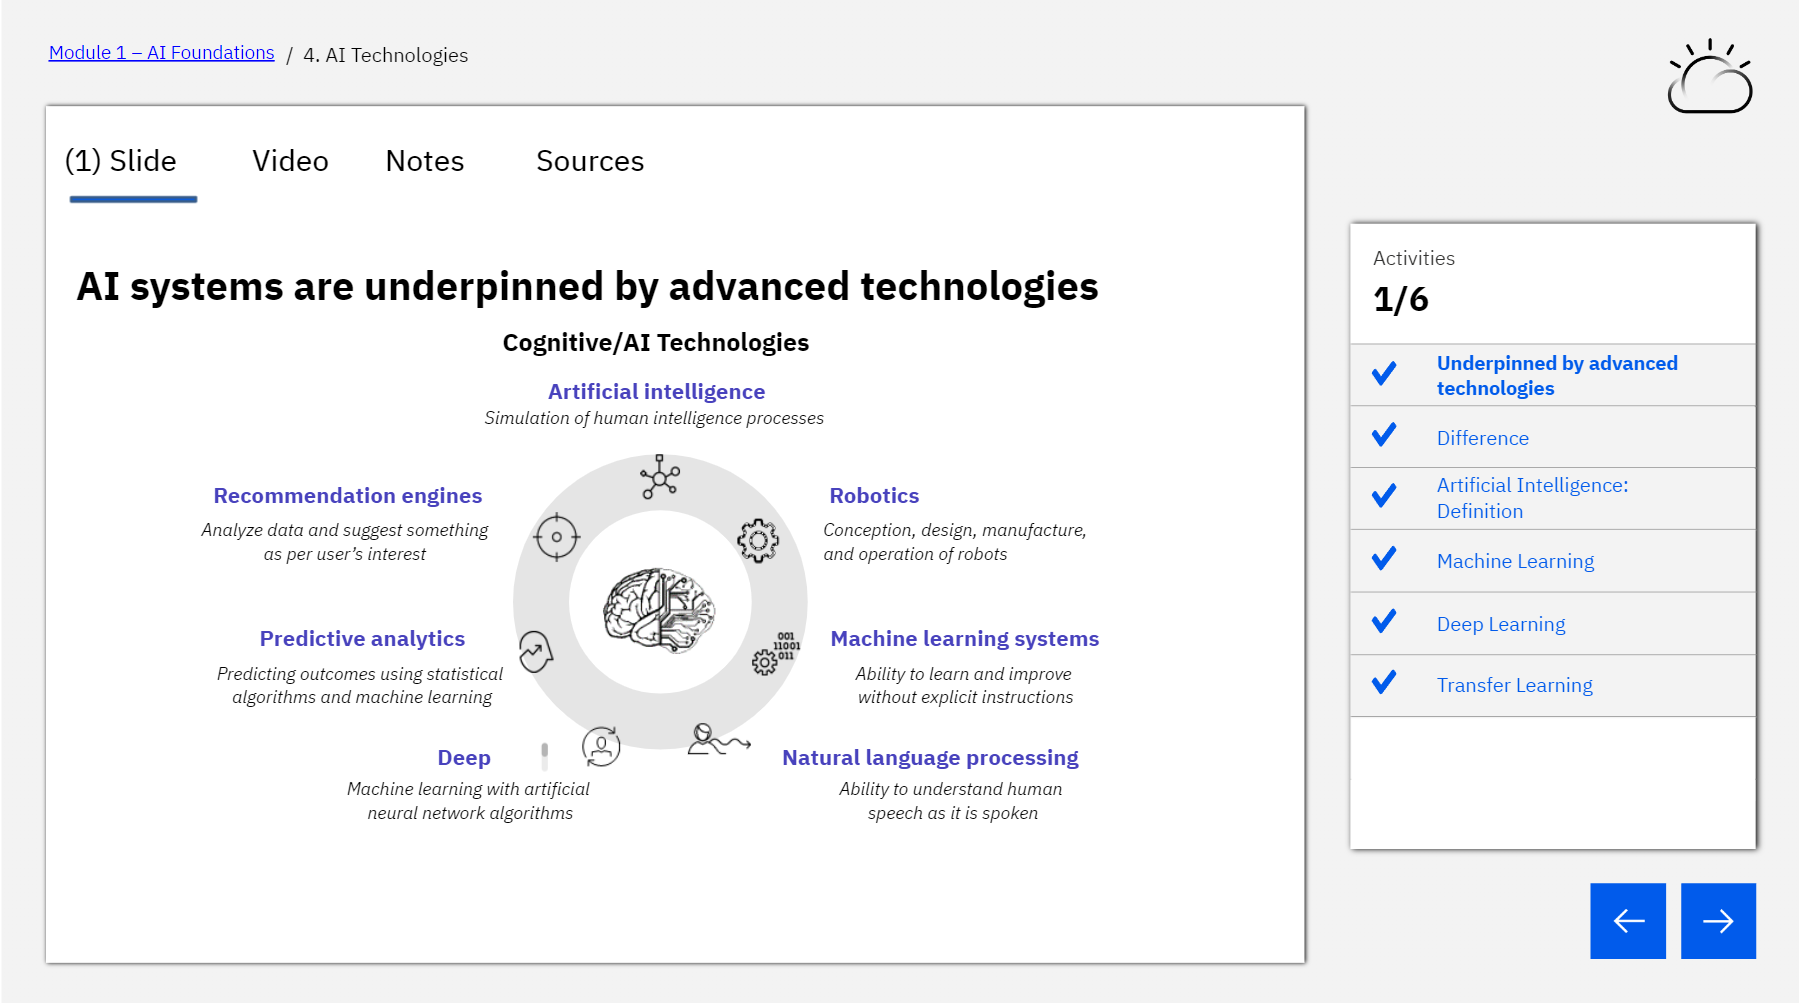 Module 1 – AI Foundations / 4. AI Technologies
(1) Slide Video Notes Sources
AI systems are underpinned by advanced technologies
Cognitive/AI Technologies
Artificial intelligence
Simulation of human intelligence processes
Recommendation engines
Analyze data and suggest something
as per user’s interest
Robotics
Conception, design, manufacture,
and operation of robots
Predictive analytics
Predicting outcomes using statistical
algorithms and machine learning
001
11001
011
Machine learning systems
Ability to learn and improve
without explicit instructions
Deep
Machine learning with artificial
neural network algorithms
Natural language processing
Ability to understand human
speech as it is spoken
Activities
1/6
Underpinned by advanced
technologies
Difference
Artificial Intelligence:
Definition
Machine Learning
Deep Learning
Transfer Learning